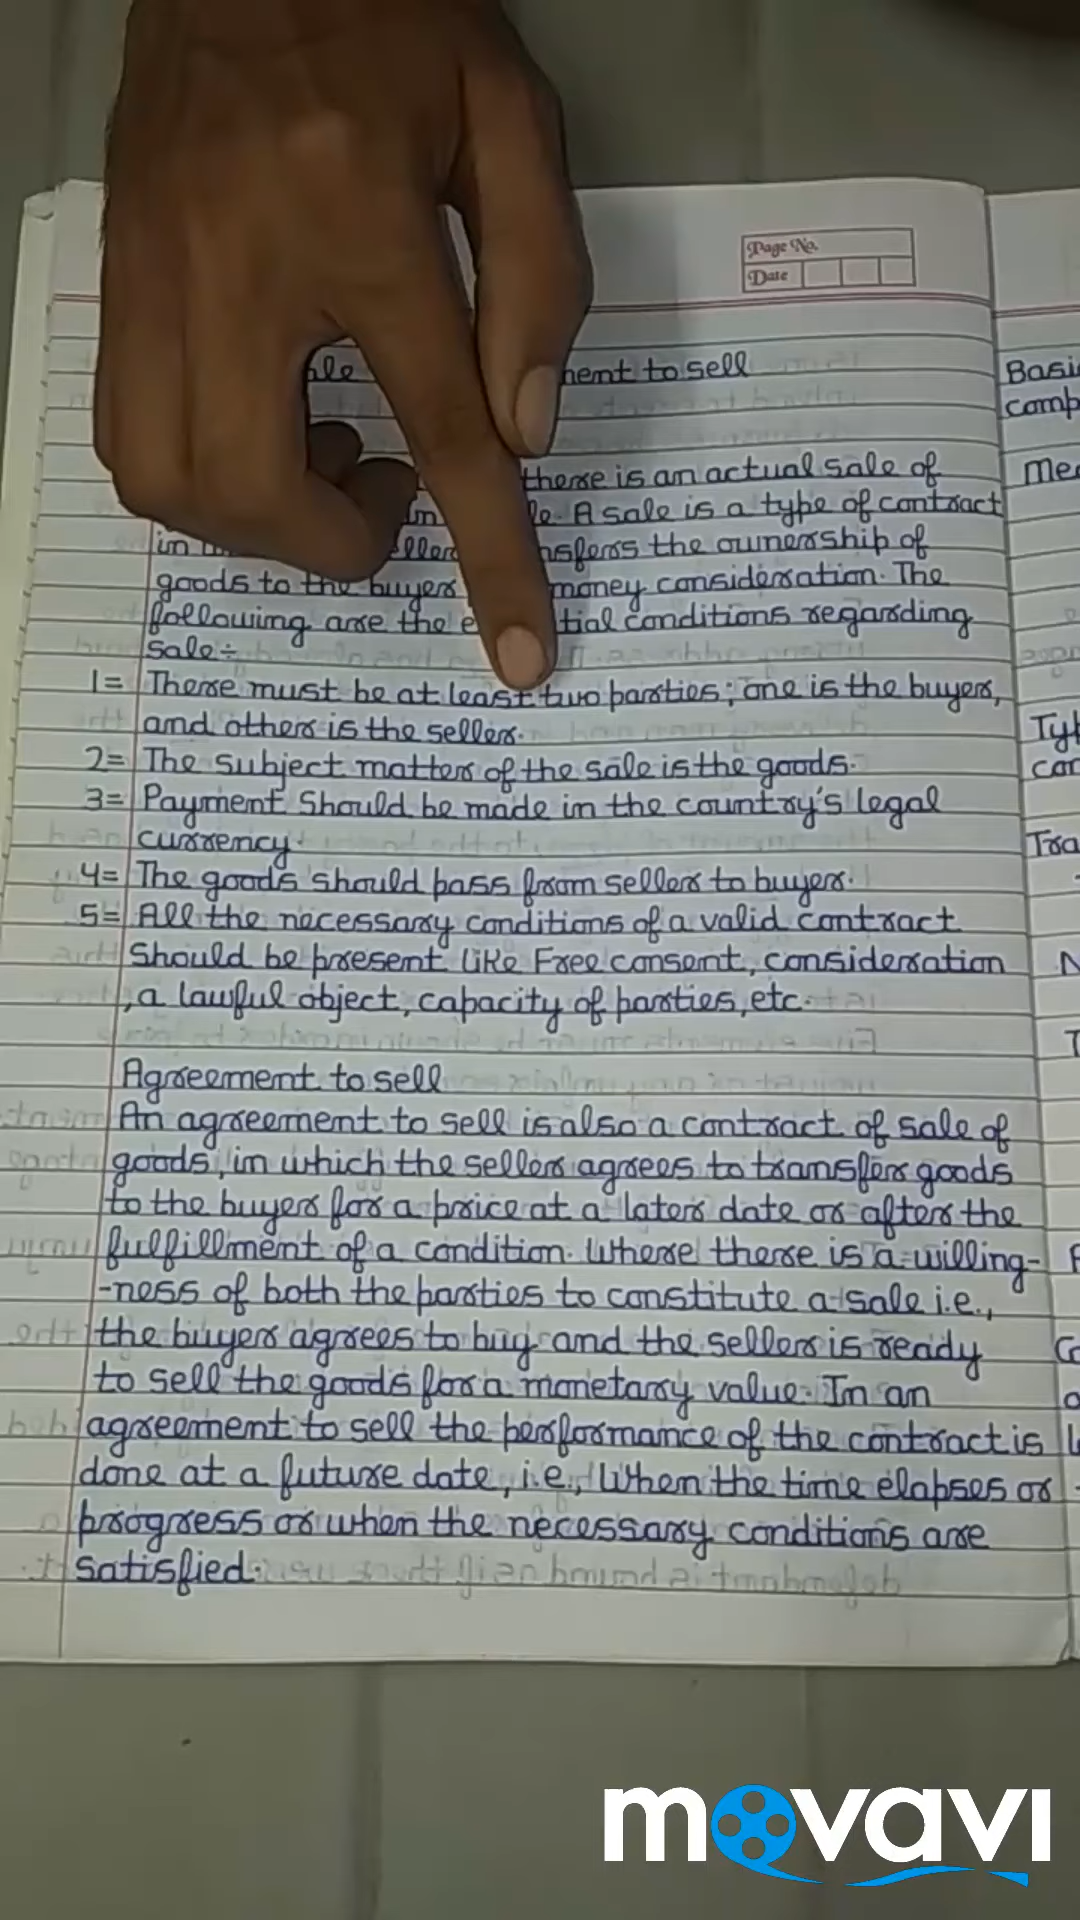 Page No.
Date
ment to sell
there is an actual sale of
A sale is a type of contract
in the ownership of
goods to the buyer money consideration. The
following are the conditions regarding
sale÷
1= There must be at least two parties; one is the buyer,
and other is the seller.
2= The subject matter of the sale is the goods.
3= Payment should be made in the country's legal
currency.
4= The goods should pass from seller to buyer.
5= All the necessary conditions of a valid contract
should be present like Free consent, consideration
, a lawful object, capacity of parties, etc.
Agreement to sell
An agreement to sell is also a contract of sale of
goods, in which the seller agrees to transfer goods
to the buyer for a price at a later date or after the
fulfillment of a condition. Where there is a willing-
-ness of both the parties to constitute a sale i.e.,
the buyer agrees to buy and the seller is ready
to sell the goods for a monetary value. In an
agreement to sell the performance of the contract is
done at a future date, i.e., When the time elapses or
progress or when the necessary conditions are
satisfied.
Basi
comp
Me
Ty
con
Tra
movavi